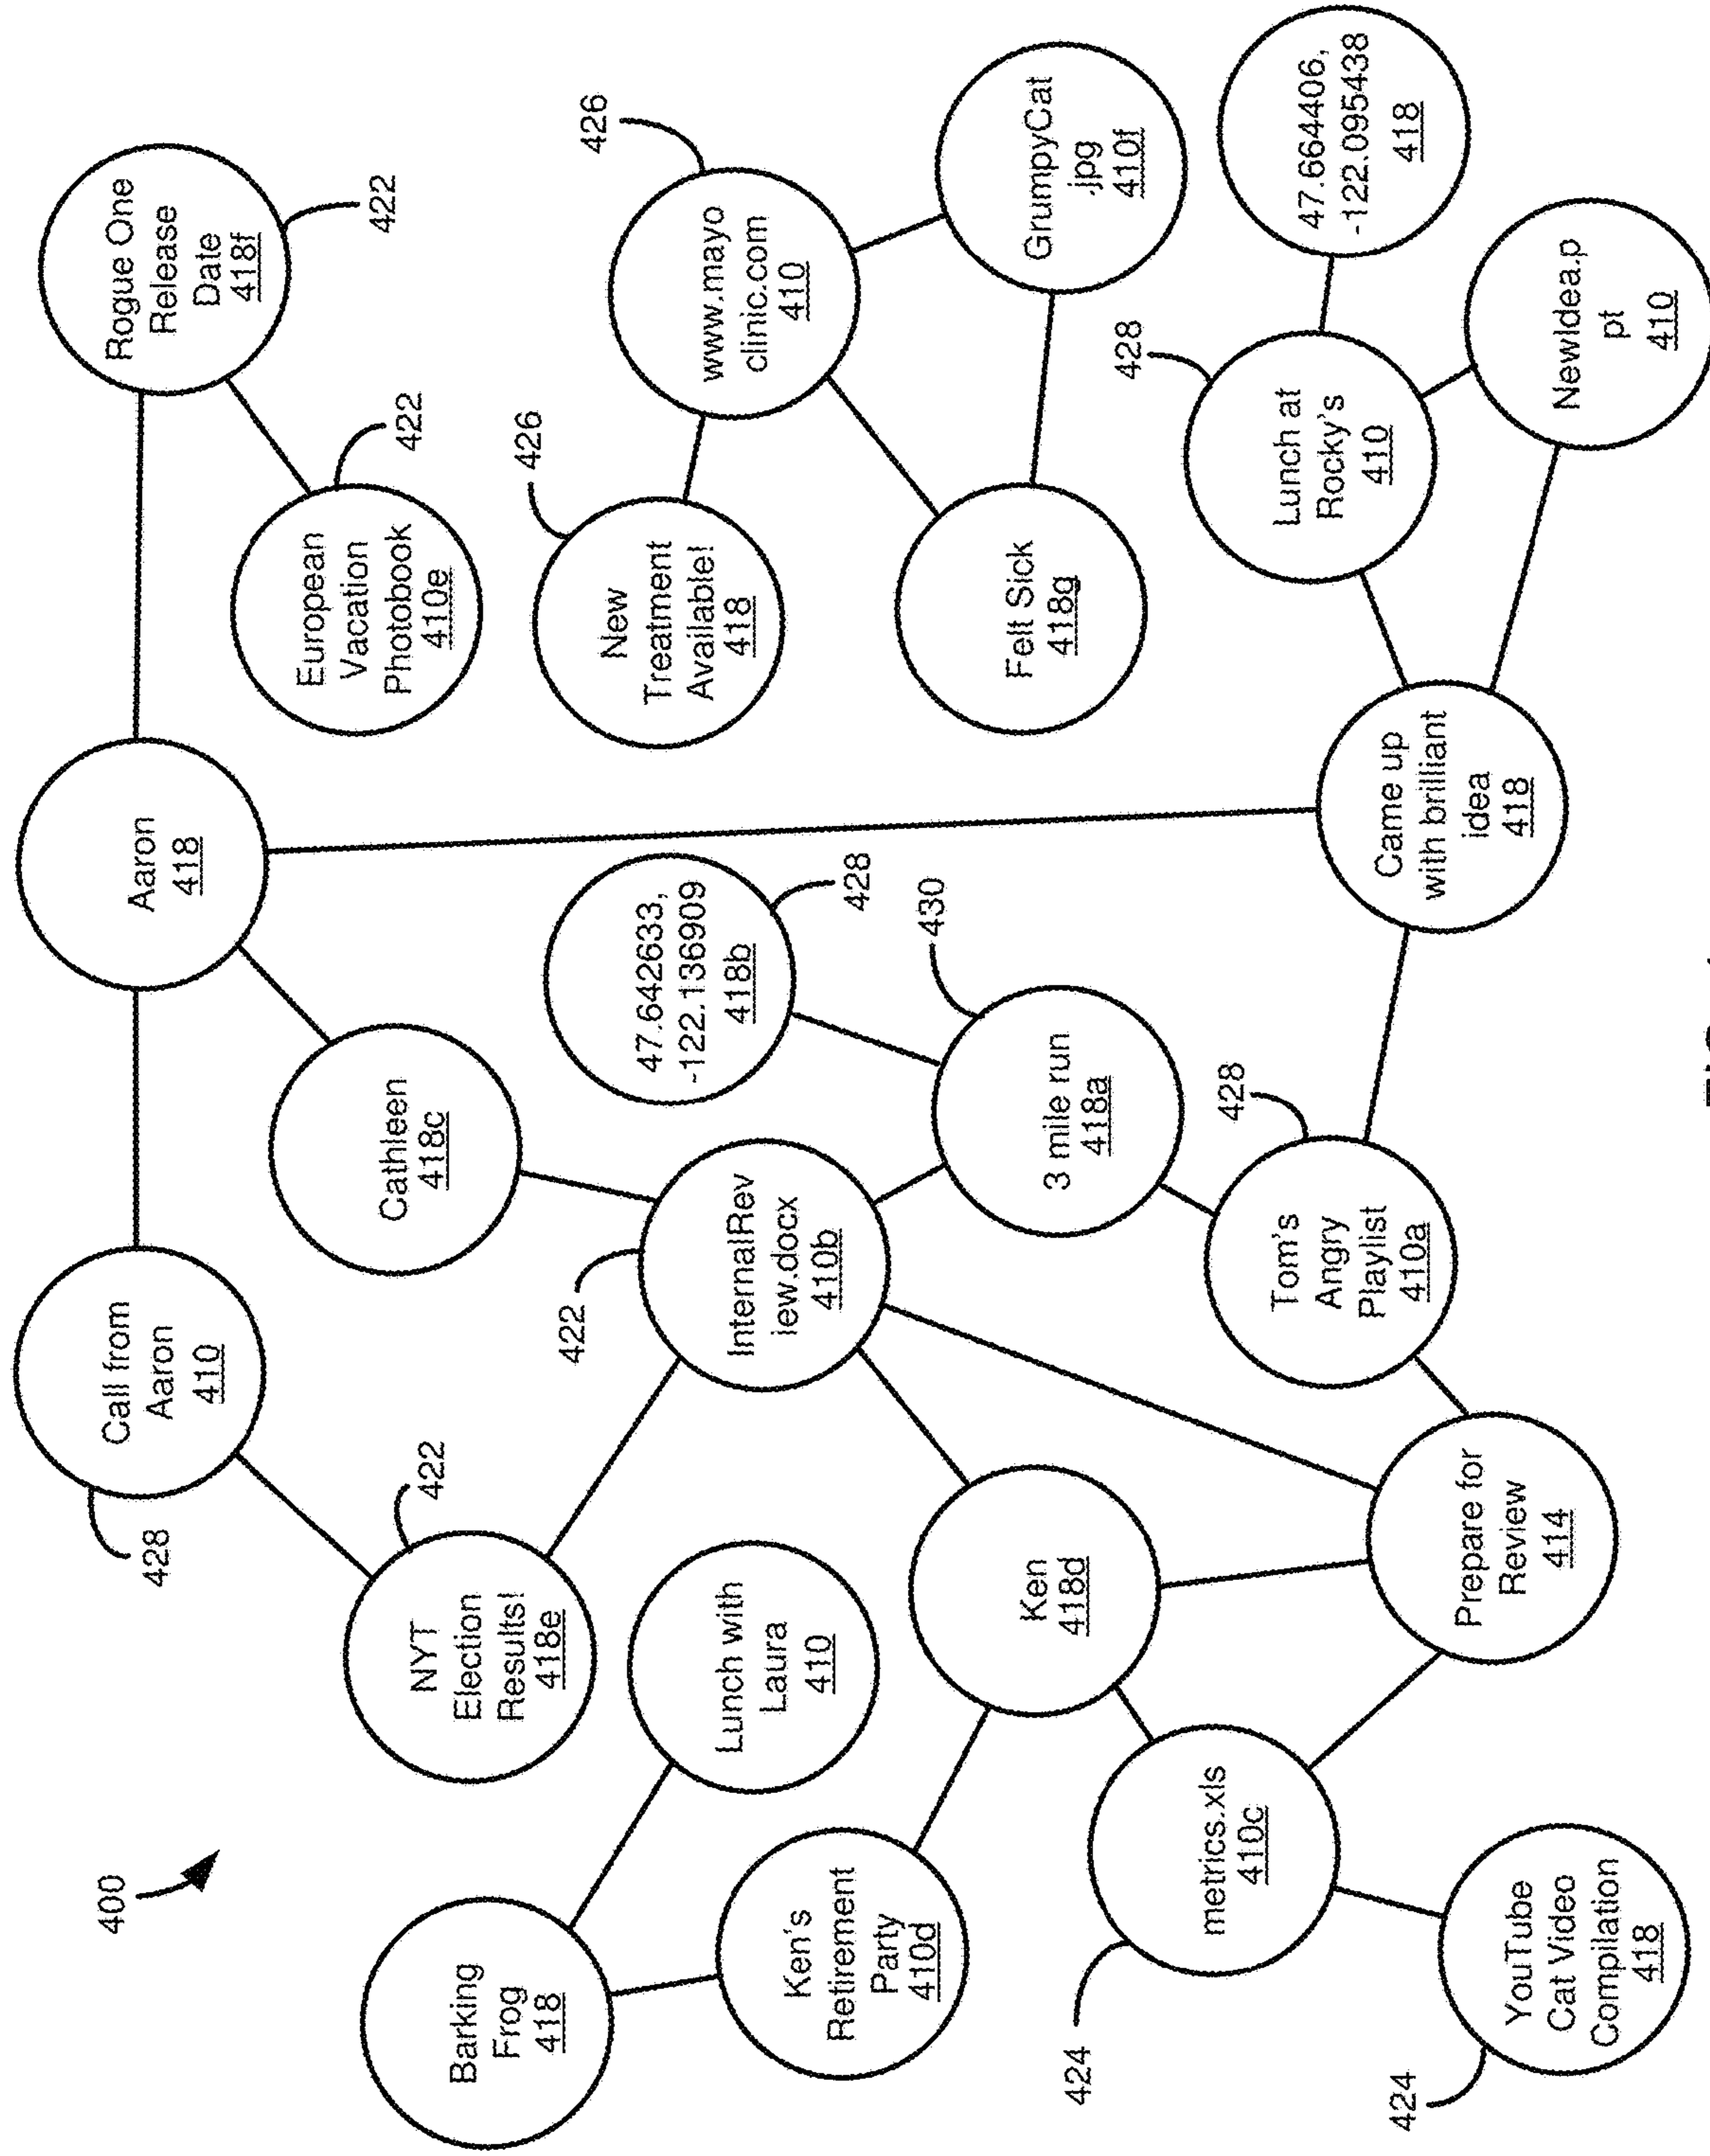 400
428
Call from
Aaron
410
Aaron
418
Rogue One
Release
Date
418f
422
Barking
Frog
418
NYT
Election
Results!
418e
422
Cathleen
418c
European
Vacation
Photobook
410e
422
Lunch with
Laura
410
422
InternalRev
iew.docx
410b
47.642633,
-122.136909
418b
428
New
Treatment
Available!
418
426
www.mayo
clinic.com
410
426
Ken's
Retirement
Party
410d
Ken
418d
3 mile run
418a
430
Felt Sick
418g
GrumpyCat
.jpg
410f
424
metrics.xls
410c
Tom's
Angry
Playlist
410a
428
Lunch at
Rocky's
410
428
47.664406,
-122.095438
418
424
YouTube
Cat Video
Compilation
418
Prepare for
Review
414
Came up
with brilliant
idea
418
NewIdea.p
pt
410